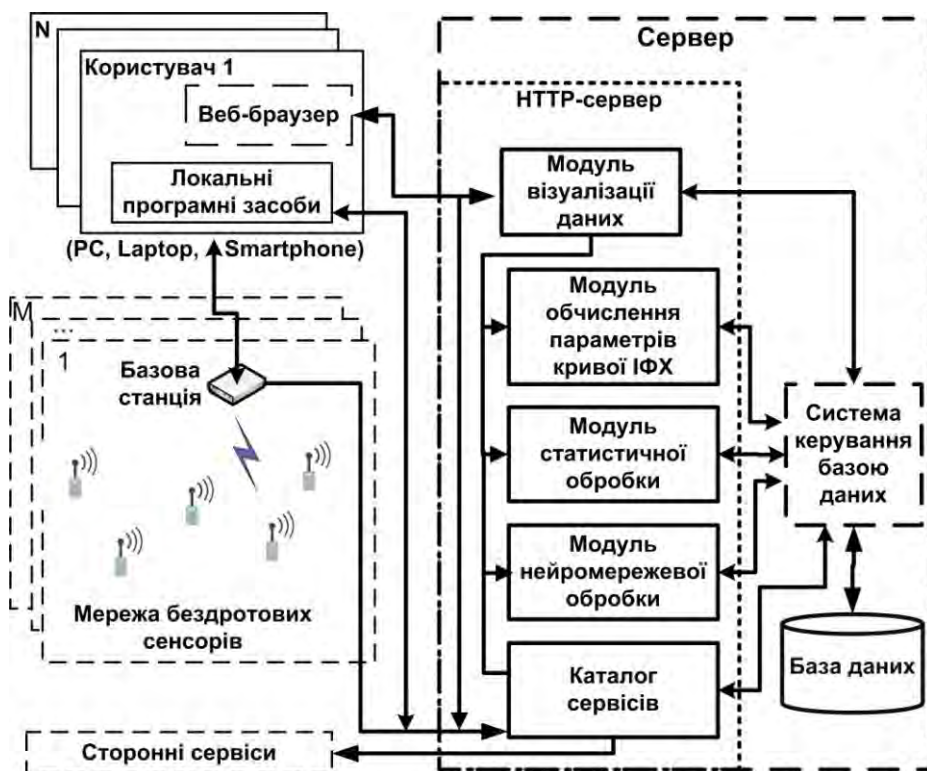 N
Користувач 1
Веб-браузер
Локальні
програмні засоби
(PC, Laptop, Smartphone)
M
...
1
Базова
станція
Мережа бездротових
сенсорів
Сторонні сервіси
Сервер
HTTP-сервер
Модуль
візуалізації
даних
Модуль
обчислення
параметрів
кривої ІФХ
Модуль
статистичної
обробки
Модуль
нейромережевої
обробки
Каталог
сервісів
Система
керування
базою
даних
База даних